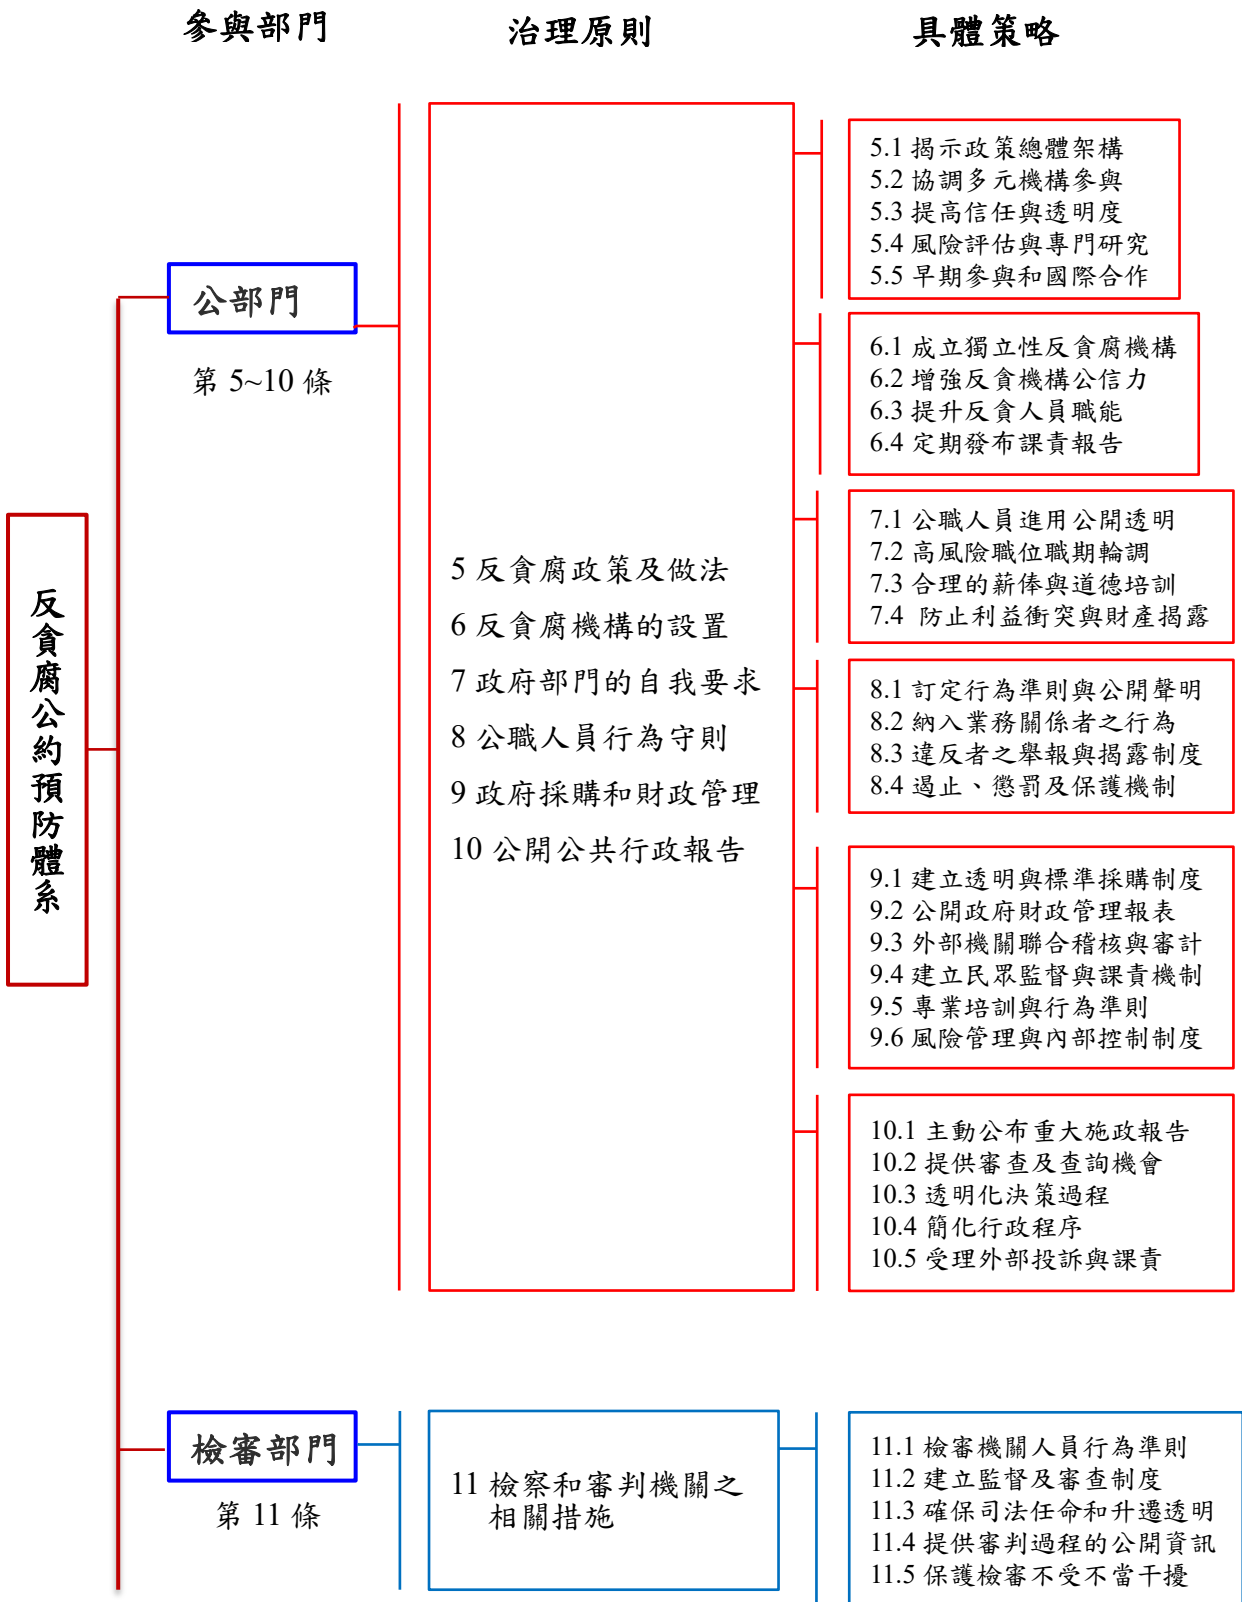 參與部門
治理原則
具體策略
反貪腐公約預防體系
公部門
第 5~10 條
5 反貪腐政策及做法
6 反貪腐機構的設置
7 政府部門的自我要求
8 公職人員行為守則
9 政府採購和財政管理
10 公開公共行政報告
5.1 揭示政策總體架構
5.2 協調多元機構參與
5.3 提高信任與透明度
5.4 風險評估與專門研究
5.5 早期參與和國際合作
6.1 成立獨立性反貪腐機構
6.2 增強反貪機構公信力
6.3 提升反貪人員職能
6.4 定期發布課責報告
7.1 公職人員進用公開透明
7.2 高風險職位職期輪調
7.3 合理的薪俸與道德培訓
7.4 防止利益衝突與財產揭露
8.1 訂定行為準則與公開聲明
8.2 納入業務關係者之行為
8.3 違反者之舉報與揭露制度
8.4 遏止、懲罰及保護機制
9.1 建立透明與標準採購制度
9.2 公開政府財政管理報表
9.3 外部機關聯合稽核與審計
9.4 建立民眾監督與課責機制
9.5 專業培訓與行為準則
9.6 風險管理與內部控制制度
10.1 主動公布重大施政報告
10.2 提供審查及查詢機會
10.3 透明化決策過程
10.4 簡化行政程序
10.5 受理外部投訴與課責
檢審部門
第 11 條
11 檢察和審判機關之
相關措施
11.1 檢審機關人員行為準則
11.2 建立監督及審查制度
11.3 確保司法任命和升遷透明
11.4 提供審判過程的公開資訊
11.5 保護檢審不受不當干擾